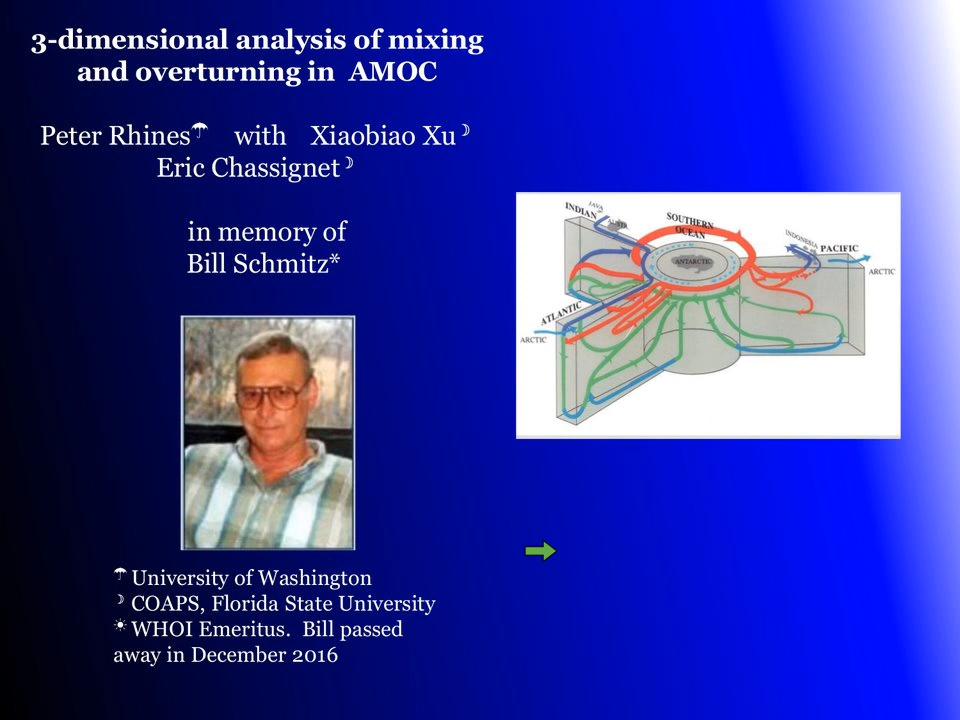 3-dimensional analysis of mixing
and overturning in AMOC
Peter Rhines☂ with Xiaobiao Xu☽
Eric Chassignet☽
in memory of
Bill Schmitz*
INDIAN
JAVA
AUSTR
SOUTHERN
OCEAN
INDONESIA
PACIFIC
ANTARCTIC
ARCTIC
ATLANTIC
ARCTIC
☂ University of Washington
☽ COAPS, Florida State University
☀ WHOI Emeritus. Bill passed
away in December 2016